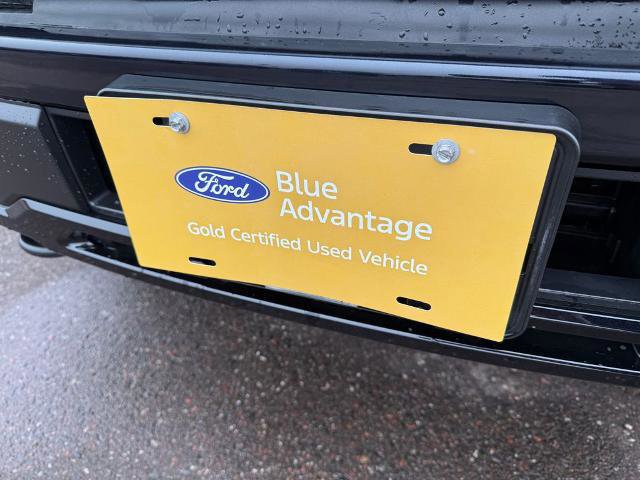 Ford
Blue
Advantage
Gold Certified Used Vehicle